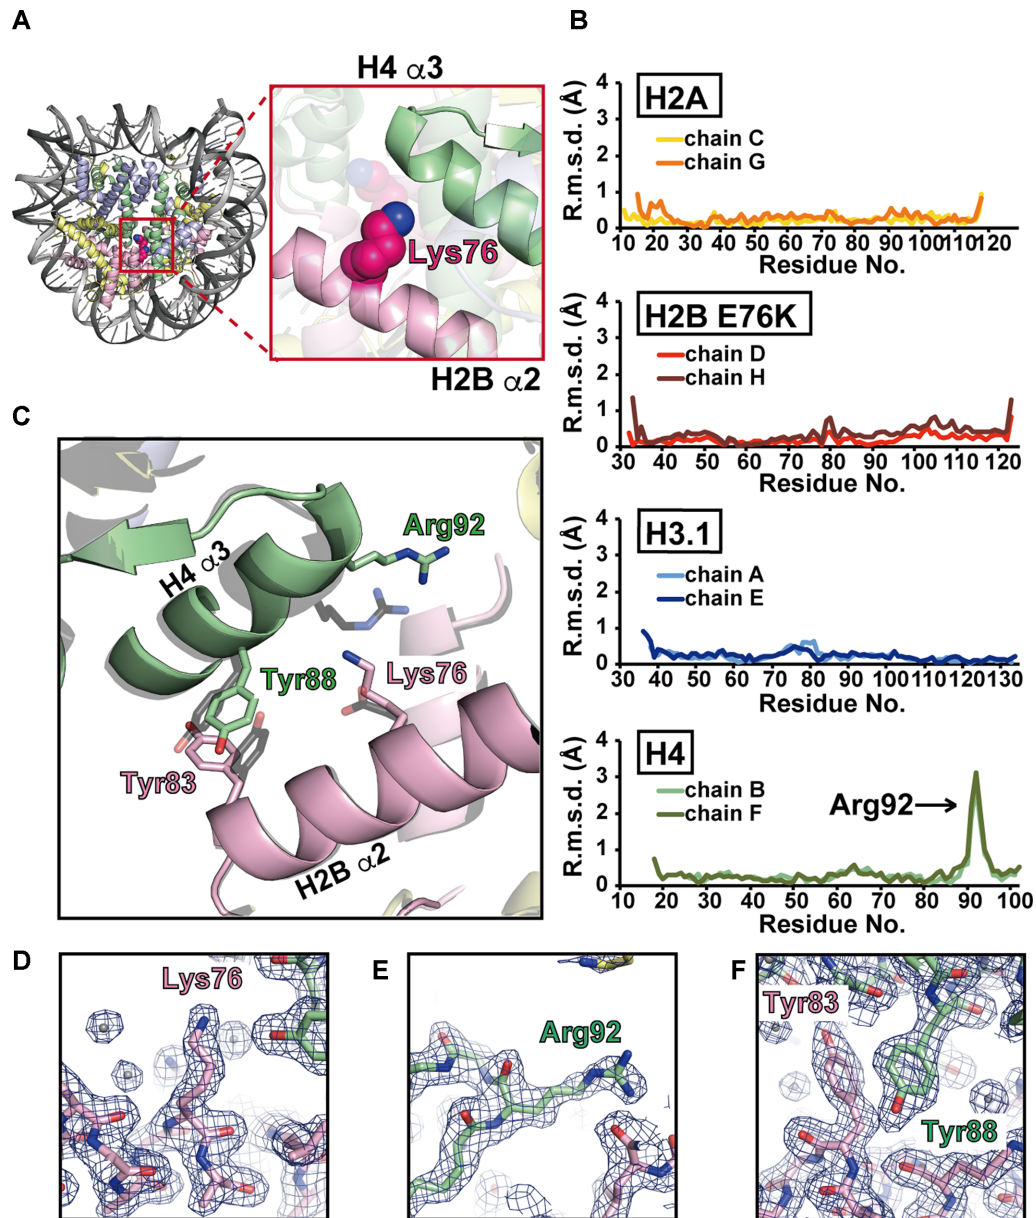 A
H4 α3
Lys76
H2B α2
B
R.m.s.d. (Å)
4
3
2
1
0
H2A
chain C
chain G
10 20 30 40 50 60 70 80 90 100 110 120
Residue No.
R.m.s.d. (Å)
4
3
2
1
0
H2B E76K
chain D
chain H
30 40 50 60 70 80 90 100 110 120
Residue No.
R.m.s.d. (Å)
4
3
2
1
0
H3.1
chain A
chain E
30 40 50 60 70 80 90 100 110 120 130
Residue No.
R.m.s.d. (Å)
4
3
2
1
0
H4
chain B
chain F
Arg92
10 20 30 40 50 60 70 80 90 100
Residue No.
C
Arg92
H4 α3
Tyr88
Lys76
Tyr83
H2B α2
D
Lys76
E
Arg92
F
Tyr83
Tyr88